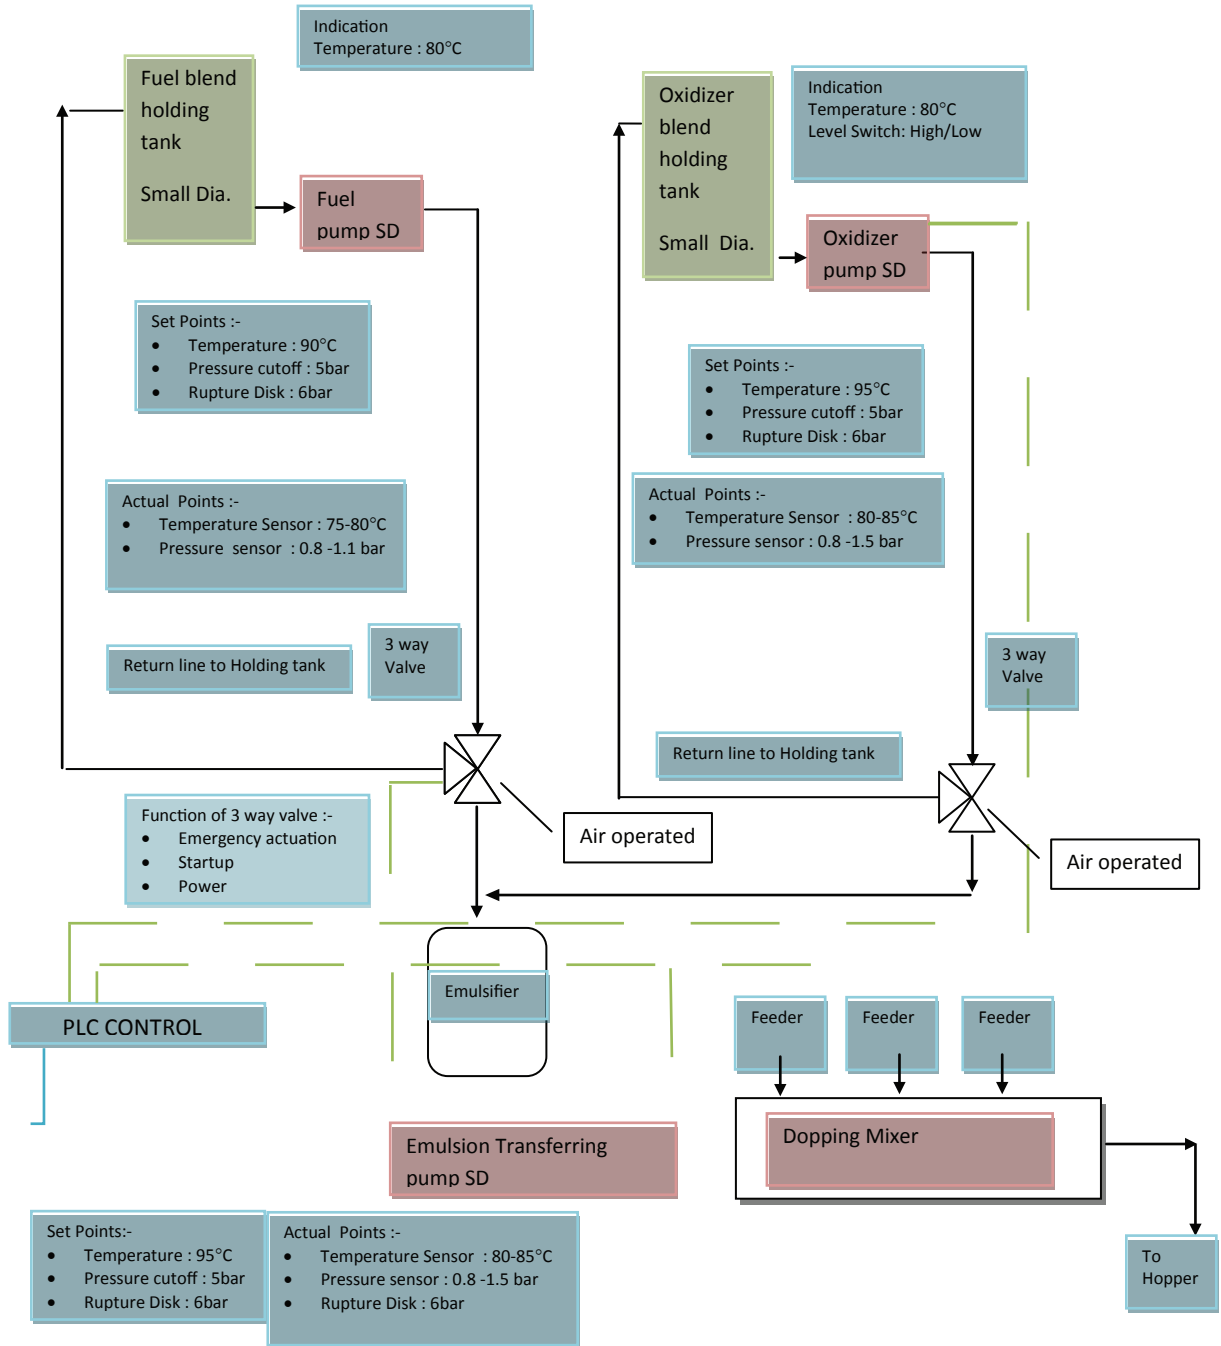 Indication
Temperature : 80°C
Fuel blend
holding
tank
Small Dia.
Fuel
pump SD
Oxidizer
blend
holding
tank
Small Dia.
Indication
Temperature : 80°C
Level Switch: High/Low
Oxidizer
pump SD
Set Points :-
• Temperature : 90°C
• Pressure cutoff : 5bar
• Rupture Disk : 6bar
Set Points :-
• Temperature : 95°C
• Pressure cutoff : 5bar
• Rupture Disk : 6bar
Actual Points :-
• Temperature Sensor : 75-80°C
• Pressure sensor : 0.8 -1.1 bar
Actual Points :-
• Temperature Sensor : 80-85°C
• Pressure sensor : 0.8 -1.5 bar
Return line to Holding tank
3 way
Valve
3 way
Valve
Return line to Holding tank
Function of 3 way valve :-
• Emergency actuation
• Startup
• Power
Air operated
Air operated
Emulsifier
PLC CONTROL
Feeder
Feeder
Feeder
Dopping Mixer
Emulsion Transferring
pump SD
Set Points:-
• Temperature : 95°C
• Pressure cutoff : 5bar
• Rupture Disk : 6bar
Actual Points :-
• Temperature Sensor : 80-85°C
• Pressure sensor : 0.8 -1.5 bar
• Rupture Disk : 6bar
To
Hopper